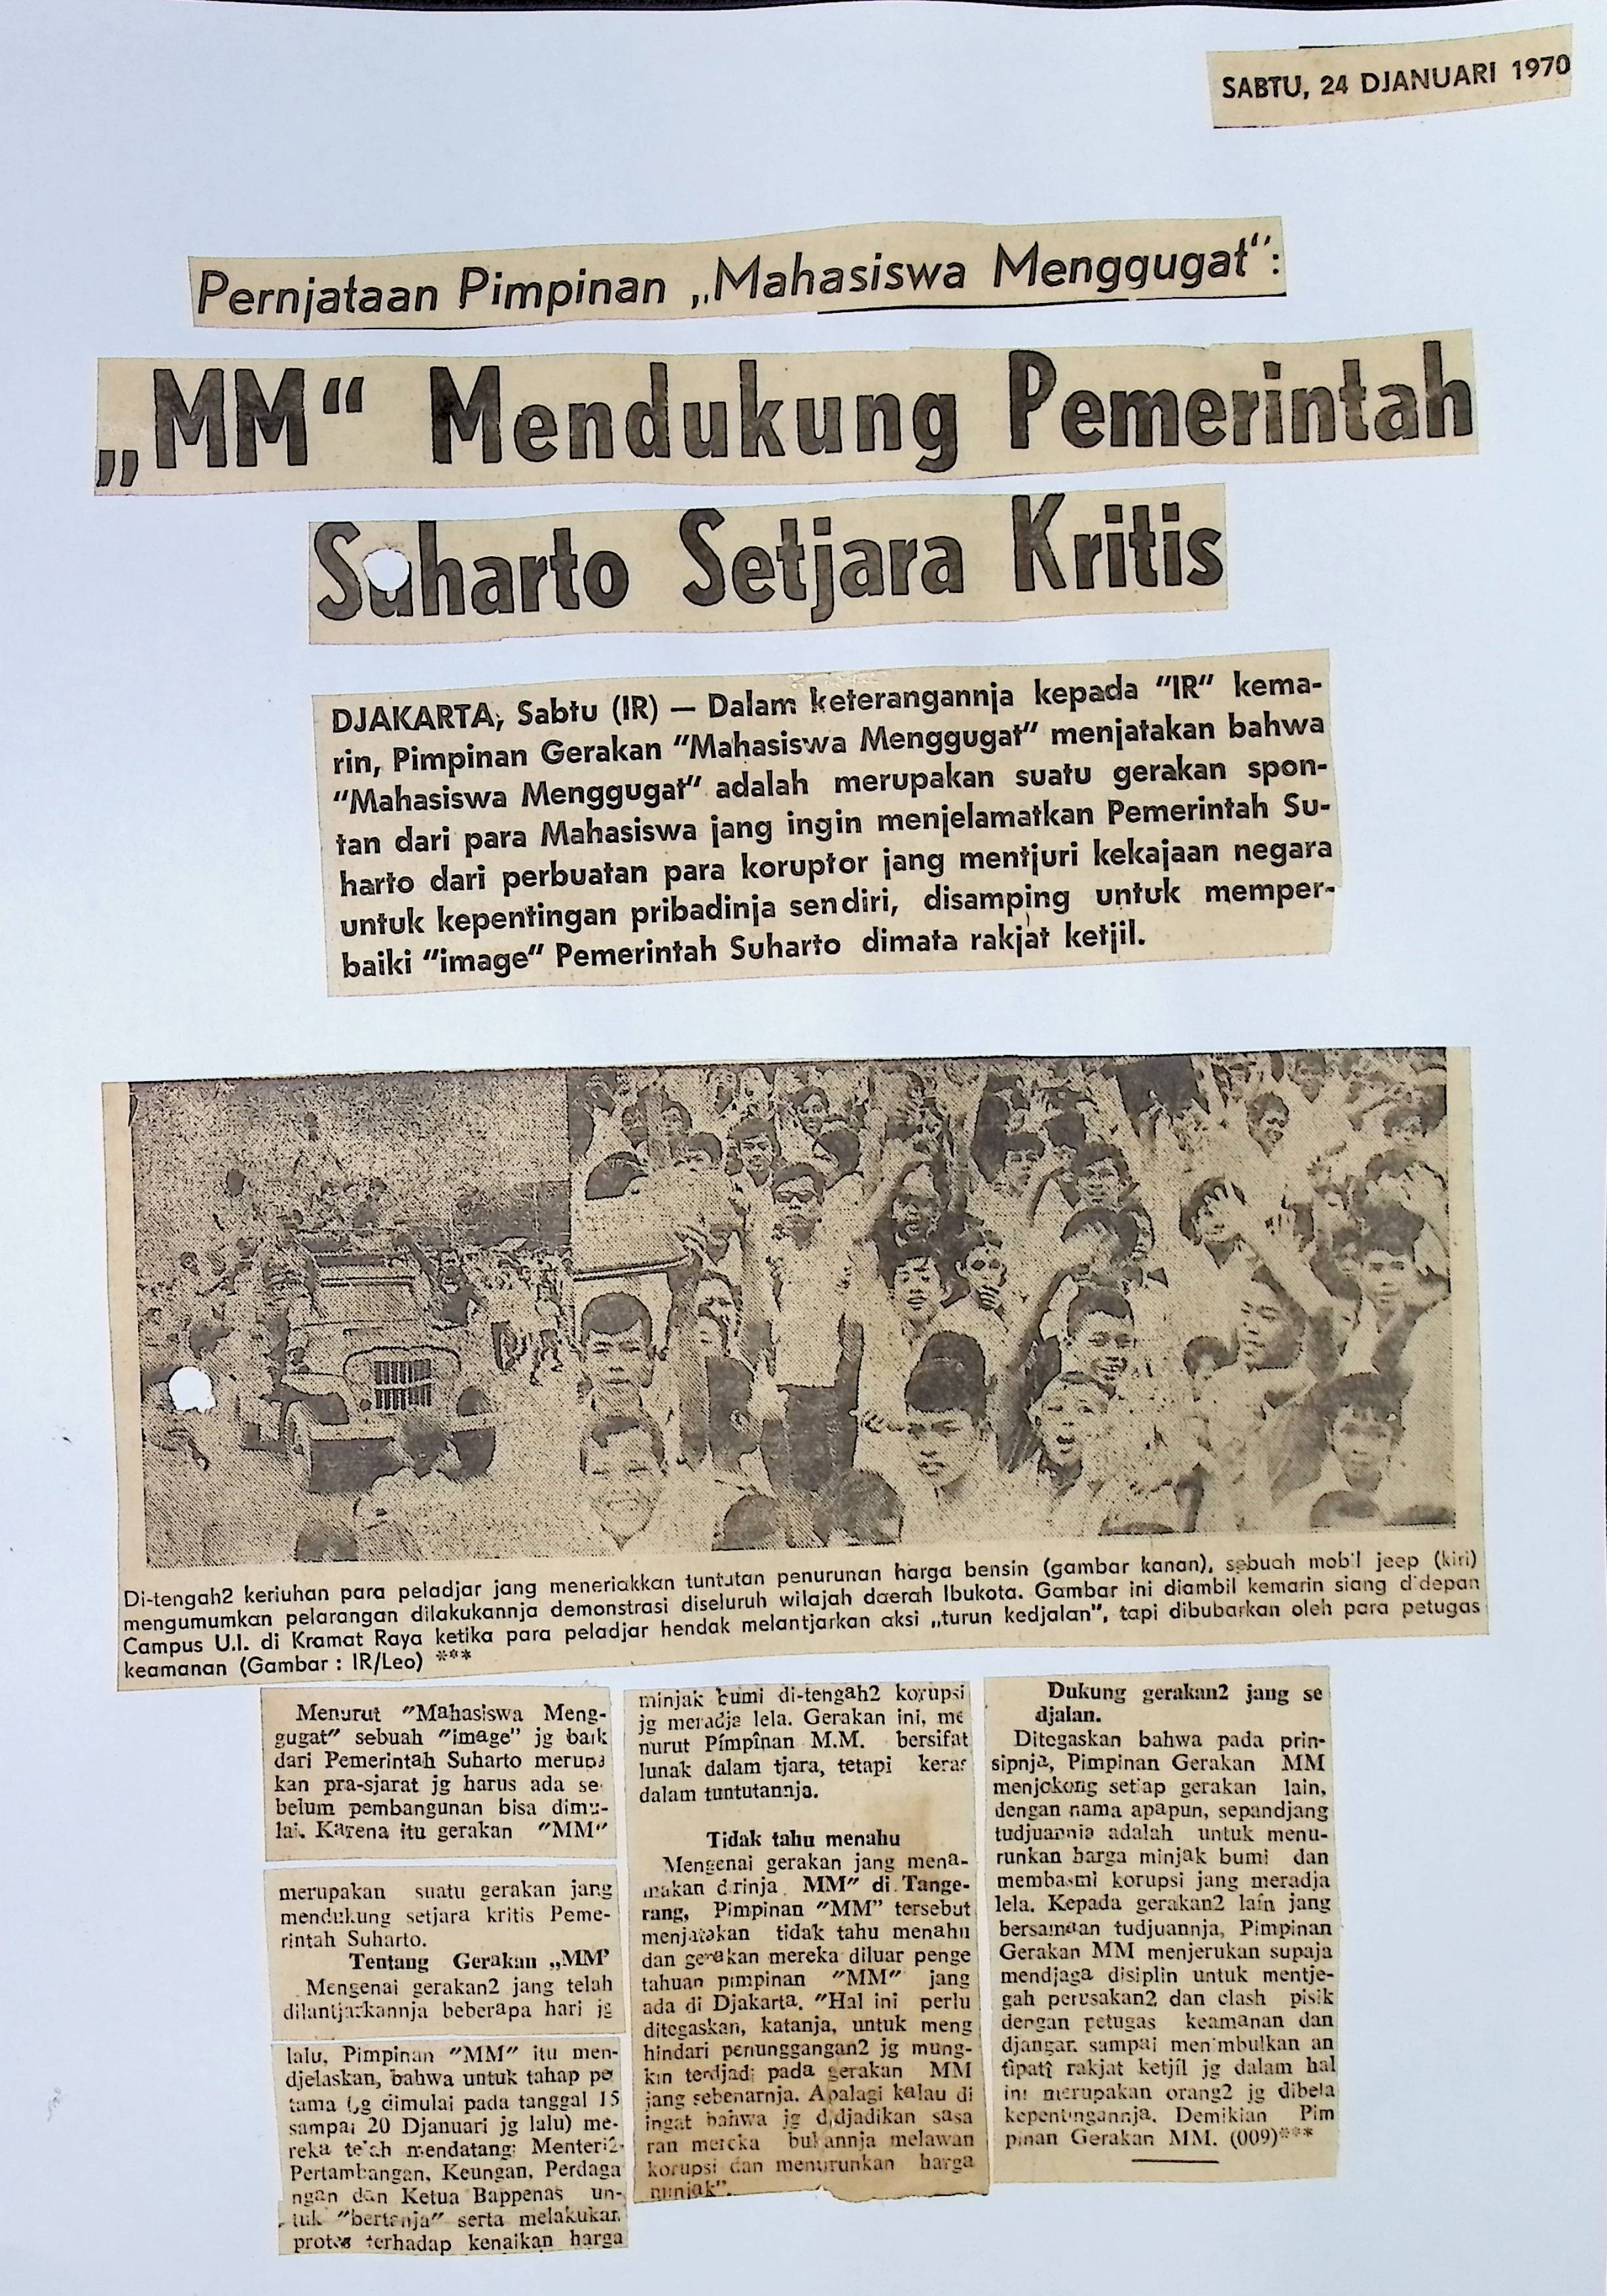 SABTU, 24 DJANUARI 1970
Pernjataan Pimpinan „Mahasiswa Menggugat“:
„MM“ Mendukung Pemerintah
Suharto Setjara Kritis
DJAKARTA, Sabtu (IR) — Dalam keterangannja kepada "IR" kema-
rin, Pimpinan Gerakan "Mahasiswa Menggugat" menjatakan bahwa
"Mahasiswa Menggugat" adalah merupakan suatu gerakan spon-
tan dari para Mahasiswa jang ingin menjelamatkan Pemerintah Su-
harto dari perbuatan para koruptor jang mentjuri kekajaan negara
untuk kepentingan pribadinja sendiri, disamping untuk memper-
baiki "image" Pemerintah Suharto dimata rakjat ketjil.
Di-tengah2 keriuhan para peladjar jang meneriakkan tuntutan penurunan harga bensin (gambar kanan), sebuah mobil jeep (kiri)
mengumumkan pelarangan dilakukannja demonstrasi diseluruh wilajah daerah Ibukota. Gambar ini diambil kemarin siang didepan
Campus U.I. di Kramat Raya ketika para peladjar hendak melantjarkan aksi „turun kedjalan", tapi dibubarkan oleh para petugas
keamanan (Gambar : IR/Leo) ***
Menurut "Mahasiswa Meng-
gugat" sebuah "image" jg baik
dari Pemerintah Suharto merupa
kan pra-sjarat jg harus ada se-
belum pembangunan bisa dimu-
lai. Karena itu gerakan "MM"
merupakan suatu gerakan jang
mendukung setjara kritis Peme-
rintah Suharto.
Tentang Gerakan „MM'
Mengenai gerakan2 jang telah
dilantjarkannja beberapa hari jg
lalu, Pimpinan "MM" itu men-
djelaskan, bahwa untuk tahap pe
tama (jg dimulai pada tanggal 15
sampai 20 Djanuari jg lalu) me-
reka telah mendatangi Menteri2-
Pertambangan, Keungan, Perdaga
ngan dan Ketua Bappenas un-
tuk "bertanja" serta melakukan
protes terhadap kenaikan harga
minjak bumi di-tengah2 korupsi
jg meradja lela. Gerakan ini, me
nurut Pimpinan M.M. bersifat
lunak dalam tjara, tetapi keras
dalam tuntutannja.
Tidak tahu menahu
Mengenai gerakan jang mena-
makan dirinja MM" di Tange-
rang, Pimpinan "MM" tersebut
menjatakan tidak tahu menahu
dan gerakan mereka diluar penge
tahuan pimpinan "MM" jang
ada di Djakarta. "Hal ini perlu
ditegaskan, katanja, untuk meng
hindari penunggangan2 jg mung-
kin terdjadi pada gerakan MM
jang sebenarnja. Apalagi kalau di
ingat bahwa jg didjadikan sasa
ran mereka bukannja melawan
korupsi dan menurunkan harga
minjak".
Dukung gerakan2 jang se
djalan.
Ditegaskan bahwa pada prin-
sipnja, Pimpinan Gerakan MM
menjokong setiap gerakan lain,
dengan nama apapun, sepandjang
tudjuannja adalah untuk menu-
runkan harga minjak bumi dan
membasmi korupsi jang meradja
lela. Kepada gerakan2 lain jang
bersamaan tudjuannja, Pimpinan
Gerakan MM menjerukan supaja
mendjaga disiplin untuk mentje-
gah perusakan2 dan clash pisik
dengan petugas keamanan dan
djangan sampai menimbulkan an
tipati rakjat ketjil jg dalam hal
ini merupakan orang2 jg dibela
kepentingannja. Demikian Pim
pinan Gerakan MM. (009)***